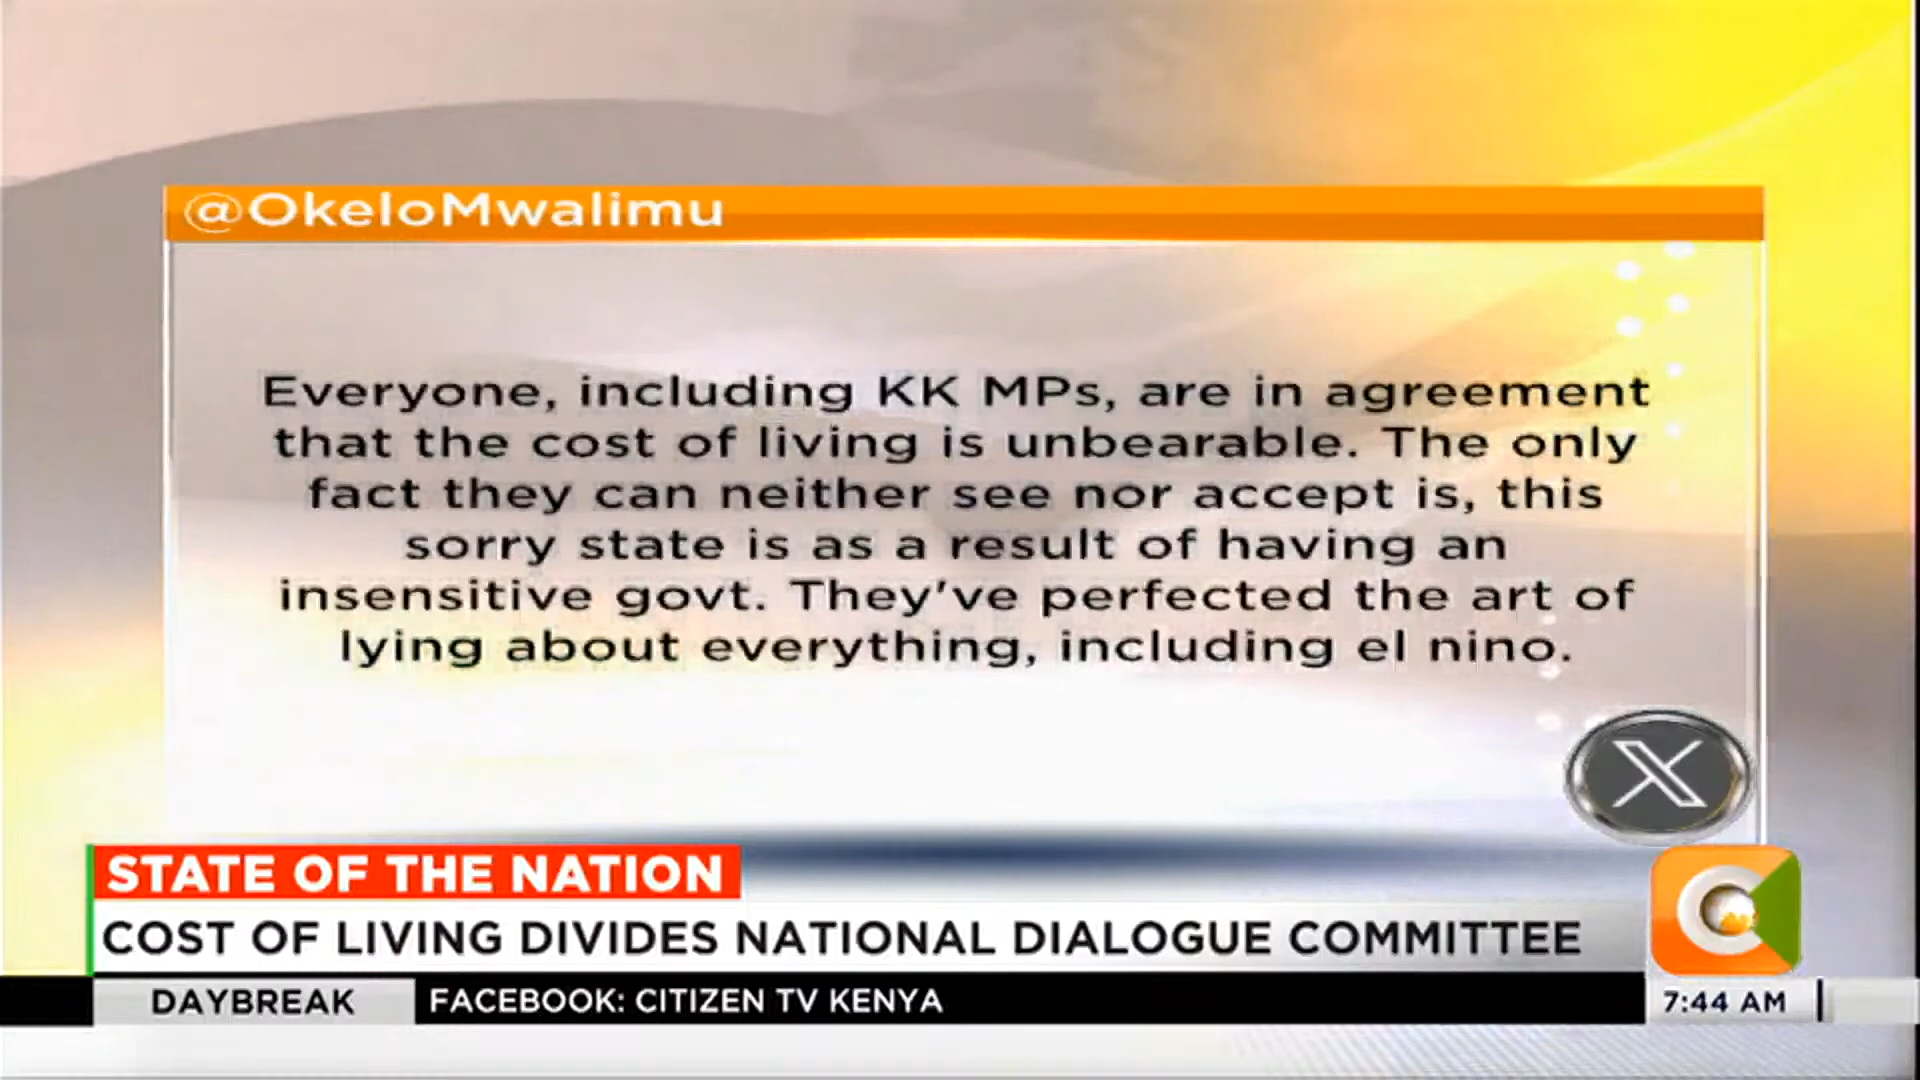 @OkeloMwalimu
Everyone, including KK MPs, are in agreement
that the cost of living is unbearable. The only
fact they can neither see nor accept is, this
sorry state is as a result of having an
insensitive govt. They've perfected the art of
lying about everything, including el nino.
STATE OF THE NATION
COST OF LIVING DIVIDES NATIONAL DIALOGUE COMMITTEE
DAYBREAK
FACEBOOK: CITIZEN TV KENYA
7:44 AM